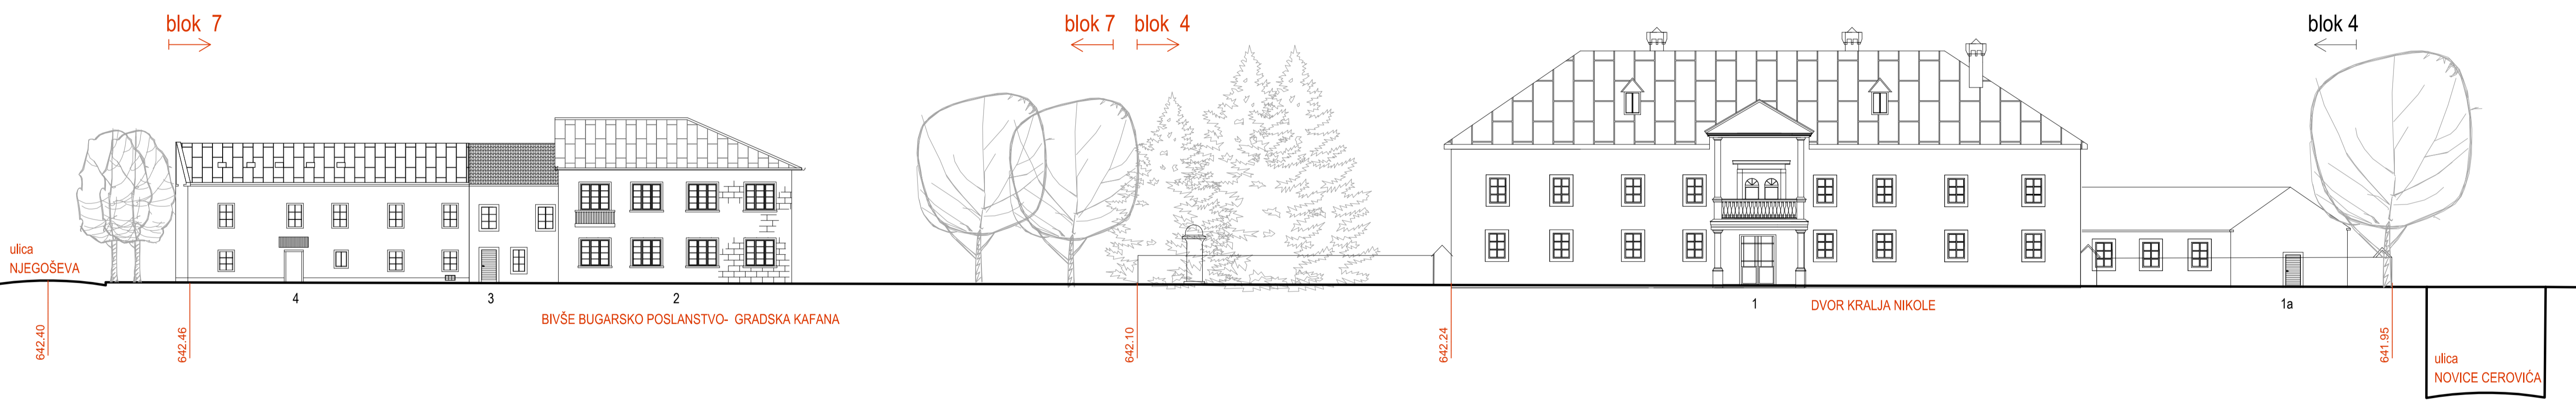 blok 7
blok 7
blok 4
blok 4
ulica
NJEGOŠEVA
4
3
2
1
1a
BIVŠE BUGARSKO POSLANSTVO- GRADSKA KAFANA
DVOR KRALJA NIKOLE
642.40
642.46
642.10
642.24
641.95
ulica
NOVICE CEROVIĆA